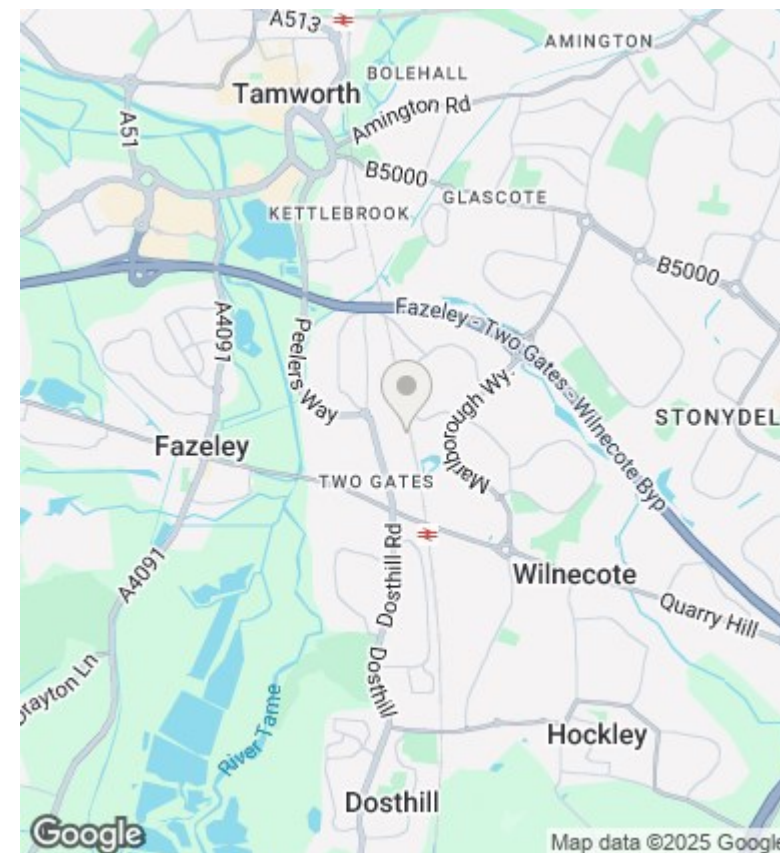 A513
AMINGTON
BOLEHALL
Tamworth
Amington Rd
A51
B5000
GLASCOTE
KETTLEBROOK
B5000
Fazeley - Two Gates - Wilnecote Byp
A4091
Peelers Way
Marlborough Wy.
STONYDEL
Fazeley
TWO GATES
Dosthill Rd
Wilnecote
A4091
Quarry Hill
Drayton Ln
Dosthill
River Tame
Hockley
Dosthill
Google
Map data ©2025 Google